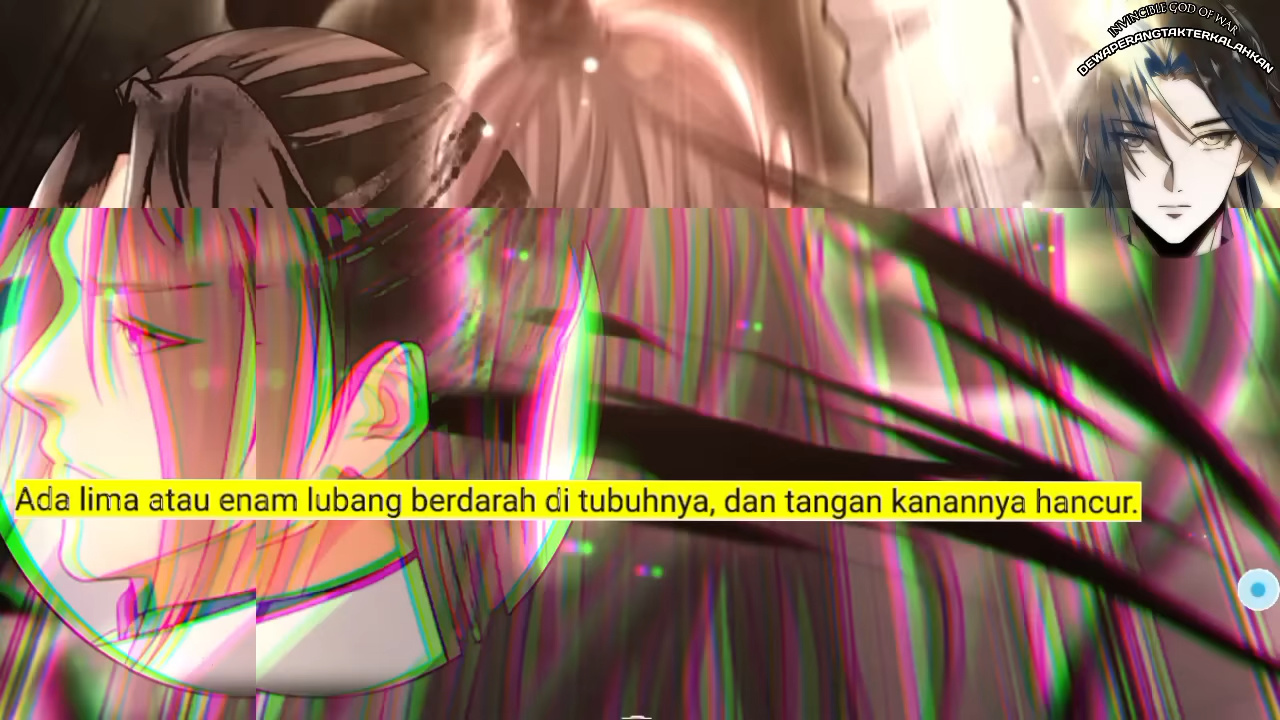 INVINCIBLE GOD OF WAR
DEWAPERANGTAKTERKALAHKAN
Ada lima atau enam lubang berdarah di tubuhnya, dan tangan kanannya hancur.